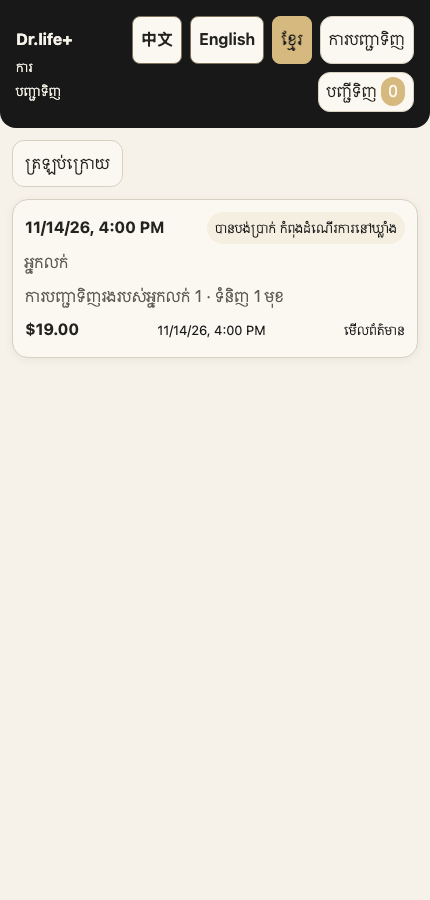 Dr.life+
ការ
បញ្ជាទិញ
中文
English
ខ្មែរ
ការបញ្ជាទិញ
បញ្ជីទិញ 0
ត្រឡប់ក្រោយ
11/14/26, 4:00 PM
បានបង់ប្រាក់ កំពុងដំណើរការនៅឃ្លាំង
អ្នកលក់
ការបញ្ជាទិញរងរបស់អ្នកលក់ 1 · ទំនិញ 1 មុខ
$19.00
11/14/26, 4:00 PM
មើលព័ត៌មាន